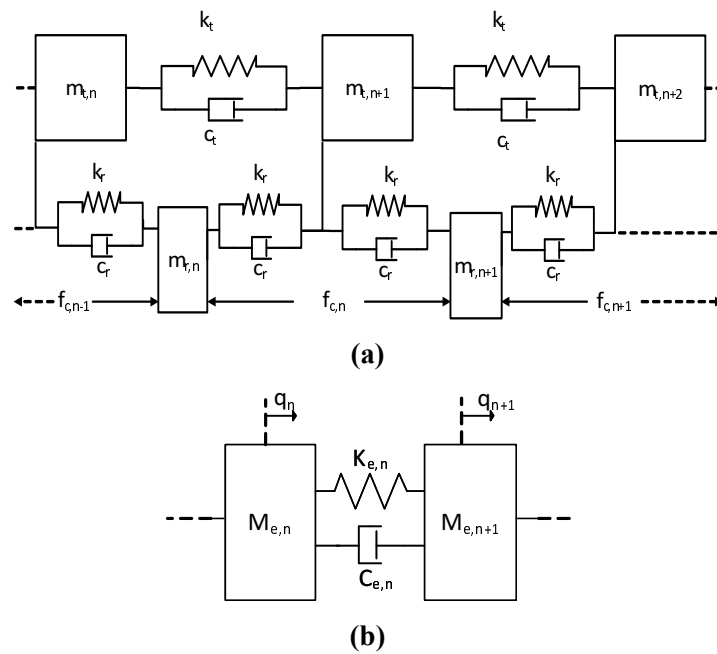 k_t k_t
m_t,n m_t,n+1 m_t,n+2
c_t c_t
k_r k_r k_r k_r
m_r,n m_r,n+1
c_r c_r c_r c_r
f_c,n-1 f_c,n f_c,n+1
(a)
q_n q_n+1
K_e,n
M_e,n M_e,n+1
C_e,n
(b)